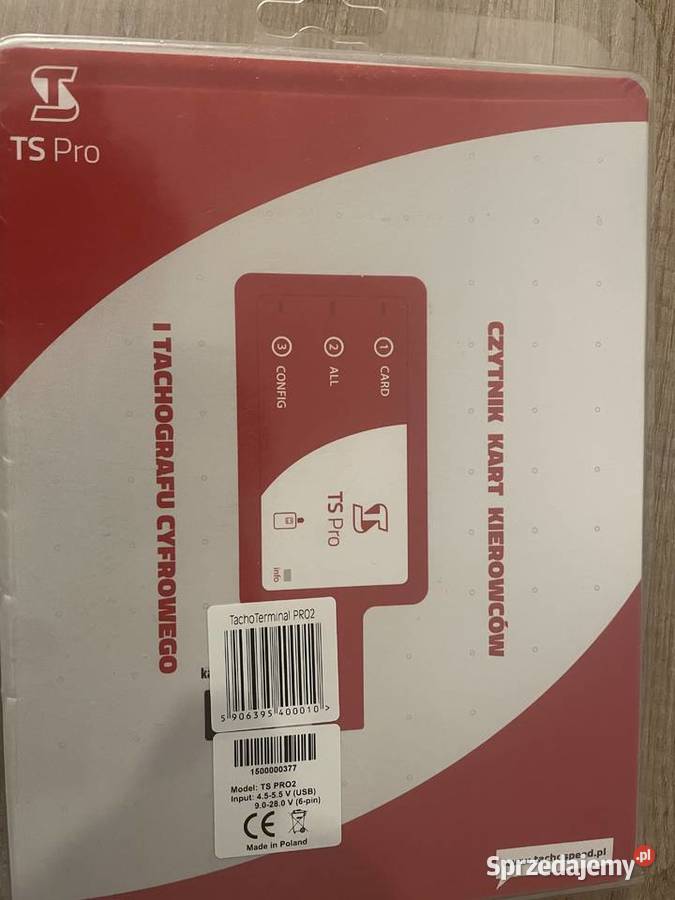 TS Pro
CZYTNIK KART KIEROWCÓW
I TACHOGRAFU CYFROWEGO
1 CARD
2 ALL
3 CONFIG
TS Pro
info
TachoTerminal PRO2
5 906395 400010 >
1500000377
Model: TS PRO2
Input: 4.5-5.5 V (USB)
9.0-28.0 V (6-pin)
CE
Made in Poland
Sprzedajemy.pl